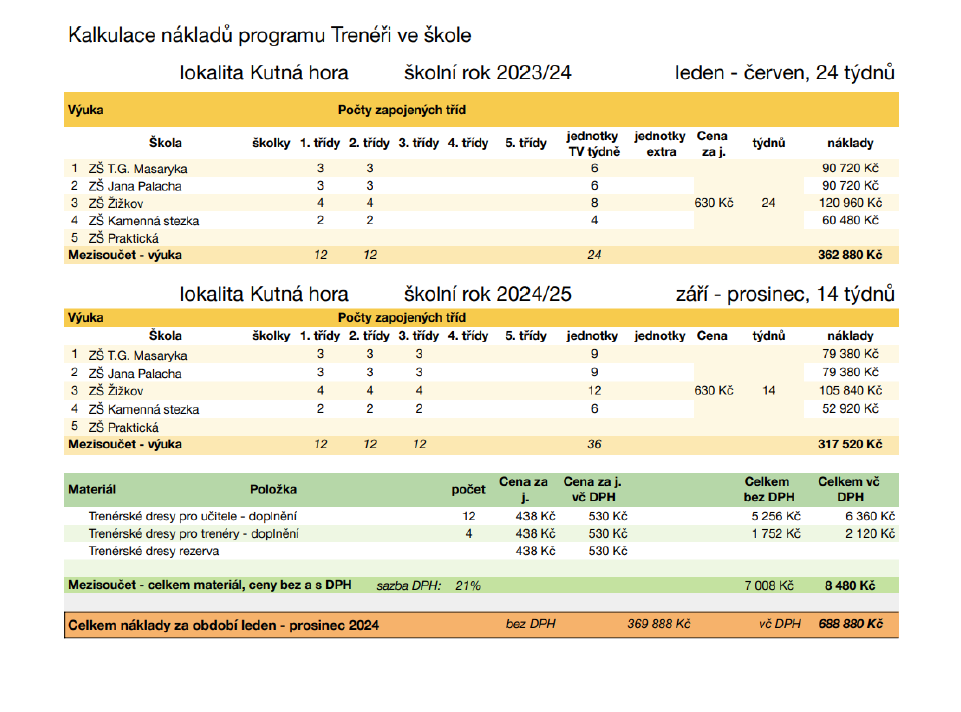 Kalkulace nákladů programu Trenéři ve škole
lokalita Kutná hora školní rok 2023/24 leden - červen, 24 týdnů
Výuka Počty zapojených tříd
Škola školky 1. třídy 2. třídy 3. třídy 4. třídy 5. třídy jednotky TV týdně jednotky extra Cena za j. týdnů náklady
1 ZŠ T.G. Masaryka 3 3 6 90 720 Kč
2 ZŠ Jana Palacha 3 3 6 90 720 Kč
3 ZŠ Žižkov 4 4 8 630 Kč 24 120 960 Kč
4 ZŠ Kamenná stezka 2 2 4 60 480 Kč
5 ZŠ Praktická
Mezisoučet - výuka 12 12 24 362 880 Kč
lokalita Kutná hora školní rok 2024/25 září - prosinec, 14 týdnů
Výuka Počty zapojených tříd
Škola školky 1. třídy 2. třídy 3. třídy 4. třídy 5. třídy jednotky jednotky Cena týdnů náklady
1 ZŠ T.G. Masaryka 3 3 3 9 79 380 Kč
2 ZŠ Jana Palacha 3 3 3 9 79 380 Kč
3 ZŠ Žižkov 4 4 4 12 630 Kč 14 105 840 Kč
4 ZŠ Kamenná stezka 2 2 2 6 52 920 Kč
5 ZŠ Praktická
Mezisoučet - výuka 12 12 12 36 317 520 Kč
Materiál Položka počet Cena za j. Cena za j. vč DPH Celkem bez DPH Celkem vč DPH
Trenérské dresy pro učitele - doplnění 12 438 Kč 530 Kč 5 256 Kč 6 360 Kč
Trenérské dresy pro trenéry - doplnění 4 438 Kč 530 Kč 1 752 Kč 2 120 Kč
Trenérské dresy rezerva 438 Kč 530 Kč
Mezisoučet - celkem materiál, ceny bez a s DPH sazba DPH: 21% 7 008 Kč 8 480 Kč
Celkem náklady za období leden - prosinec 2024 bez DPH 369 888 Kč vč DPH 688 880 Kč